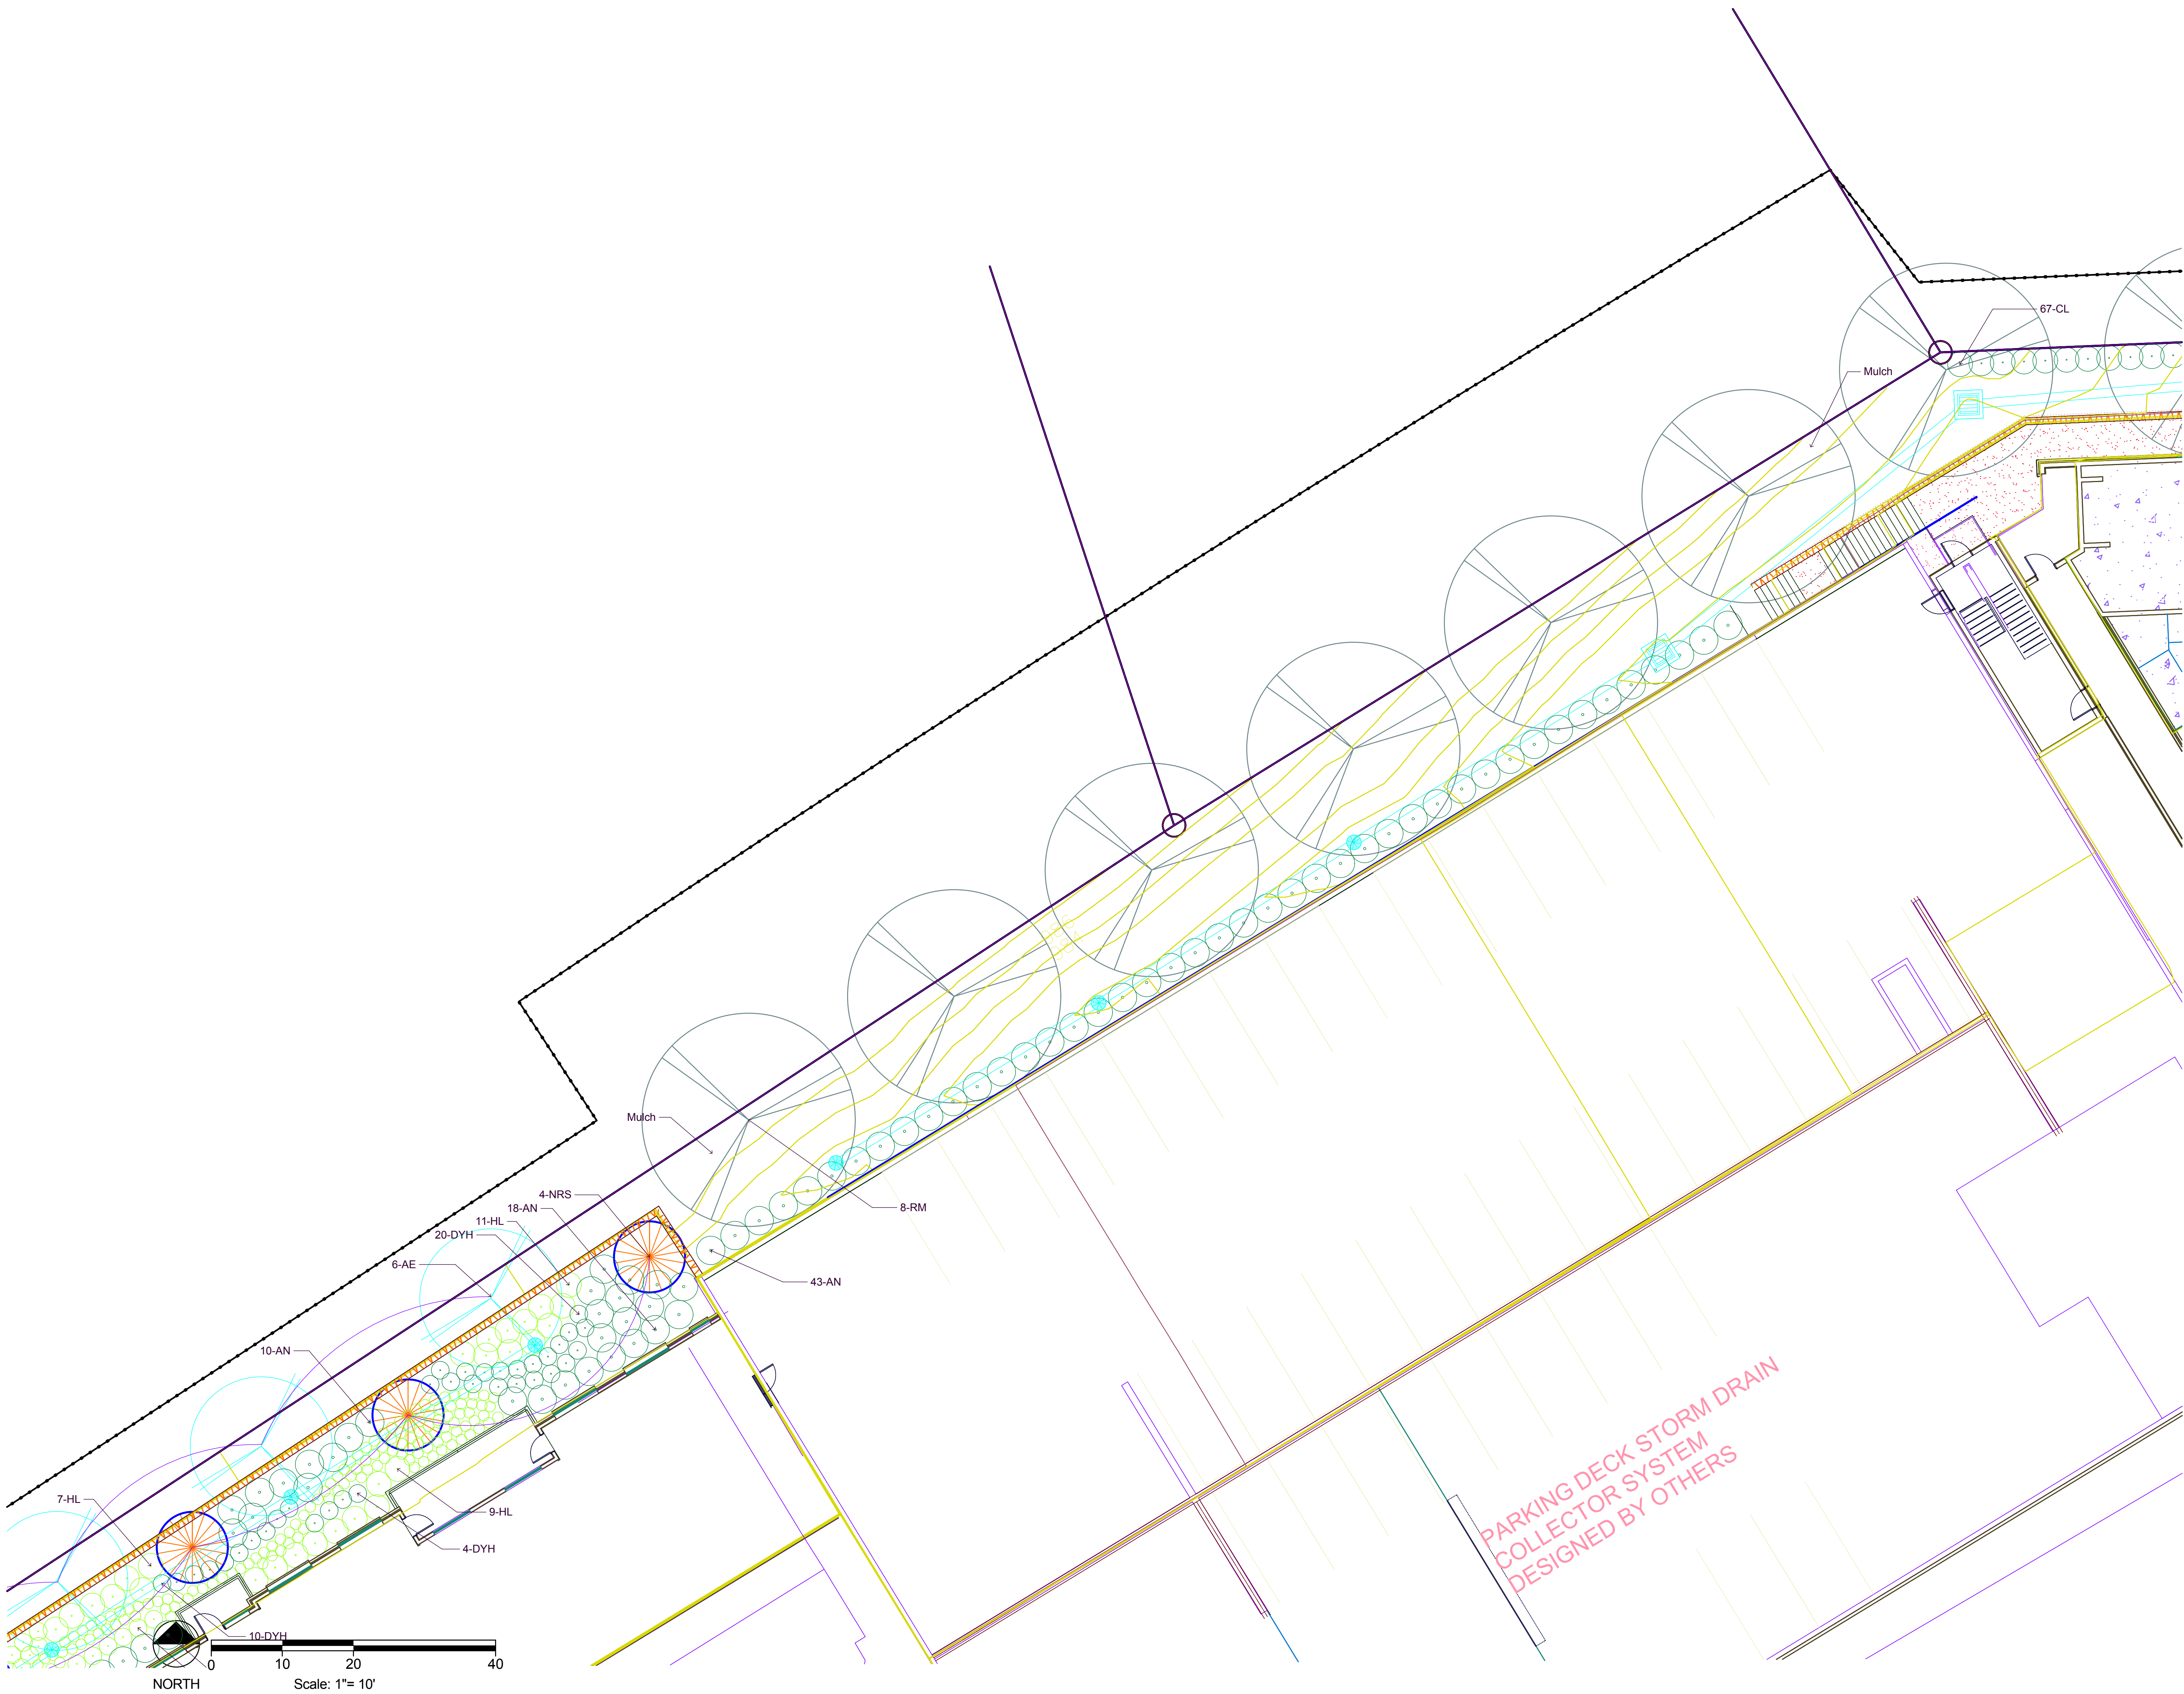 67-CL
Mulch
Mulch
4-NRS
18-AN
8-RM
11-HL
20-DYH
6-AE
43-AN
10-AN
7-HL
9-HL
4-DYH
10-DYH
PARKING DECK STORM DRAIN
COLLECTOR SYSTEM
DESIGNED BY OTHERS
0 10 20 40
NORTH
Scale: 1"= 10'